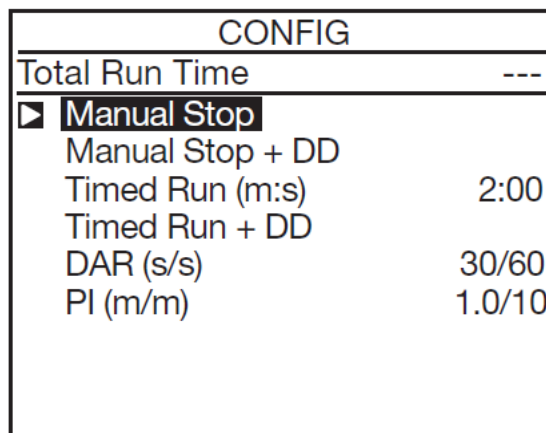 CONFIG
Total Run Time ---
Manual Stop
Manual Stop + DD
Timed Run (m:s) 2:00
Timed Run + DD
DAR (s/s) 30/60
PI (m/m) 1.0/10